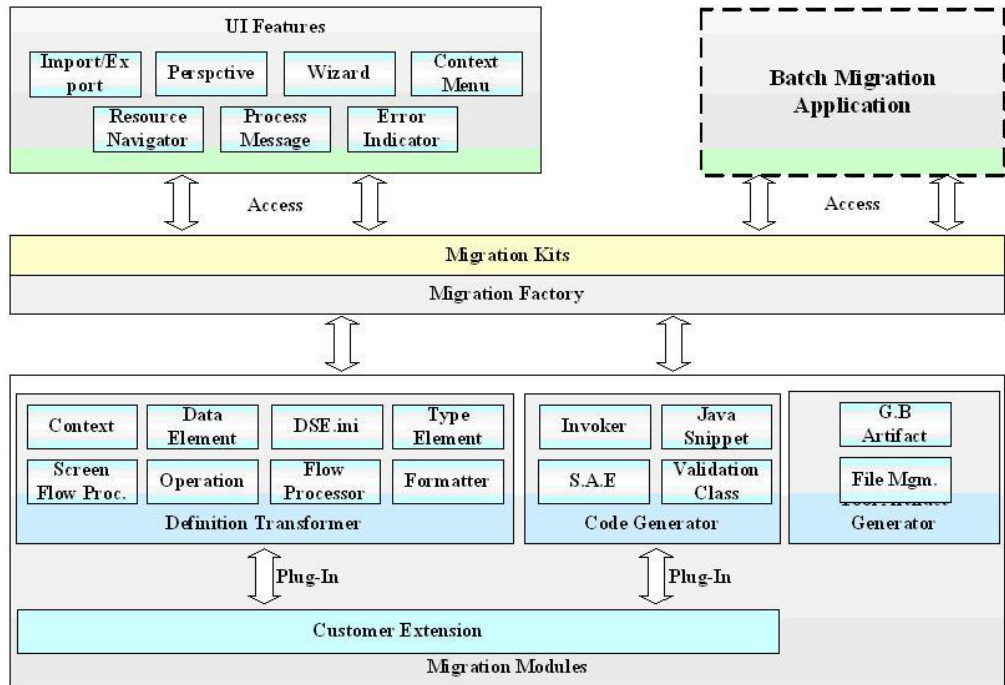 UI Features
Import/Ex
port
Perspctive
Wizard
Context
Menu
Resource
Navigator
Process
Message
Error
Indicator
Batch Migration
Application
Access
Access
Migration Kits
Migration Factory
Context
Data
Element
DSE.ini
Type
Element
Screen
Flow Proc.
Operation
Flow
Processor
Formatter
Definition Transformer
Invoker
Java
Snippet
S.A.E
Validation
Class
Code Generator
G.B
Artifact
File Mgm.
Generator
Plug-In
Plug-In
Customer Extension
Migration Modules